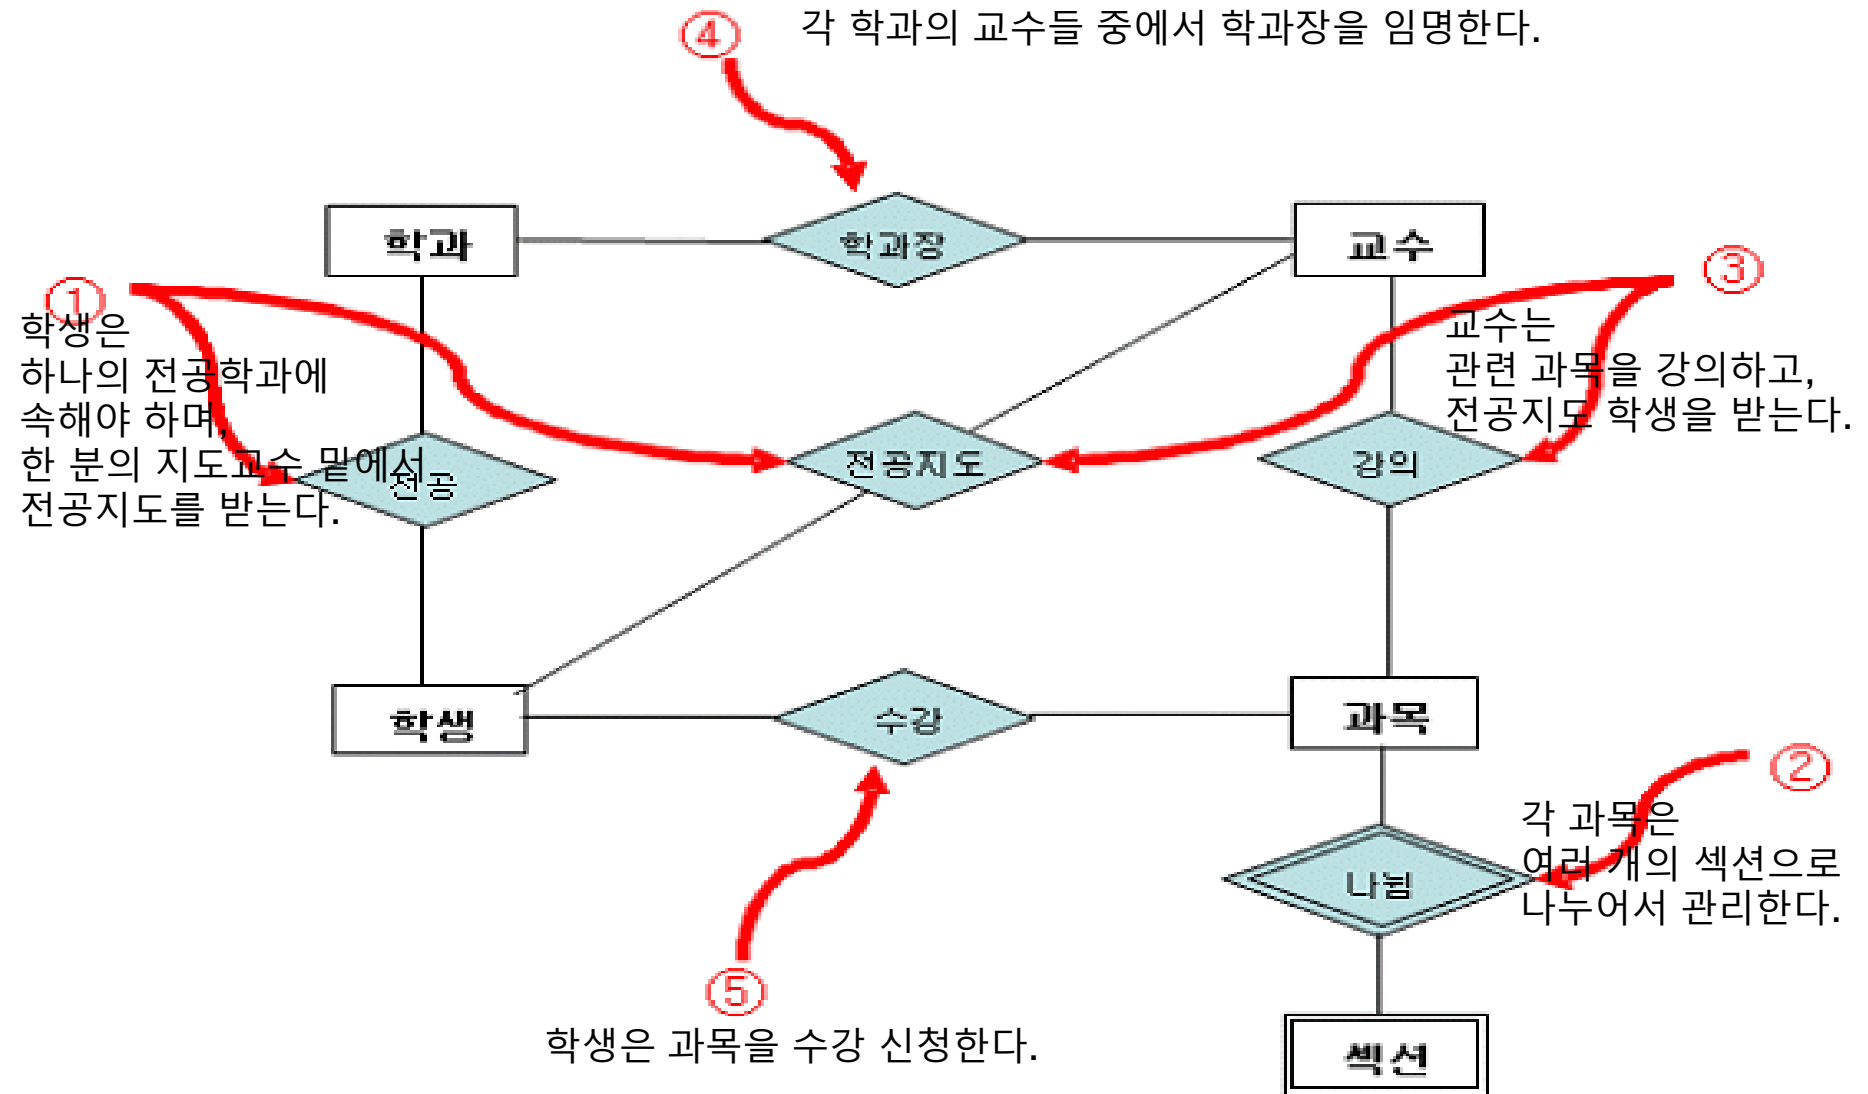 ④ 각 학과의 교수들 중에서 학과장을 임명한다.
학과
학과장
교수
①
학생은
하나의 전공학과에
속해야 하며,
한 분의 지도교수 밑에서
전공지도를 받는다.
③
교수는
관련 과목을 강의하고,
전공지도 학생을 받는다.
전공
전공지도
강의
학생
수강
과목
②
각 과목은
여러 개의 섹션으로
나누어서 관리한다.
나뉨
⑤
학생은 과목을 수강 신청한다.
섹션